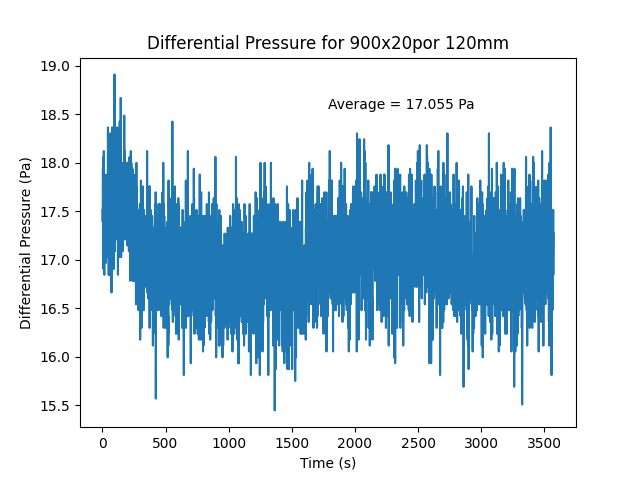 Differential Pressure for 900x20por 120mm
19.0
18.5
Average = 17.055 Pa
18.0
17.5
17.0
16.5
16.0
15.5
Differential Pressure (Pa)
0 500 1000 1500 2000 2500 3000 3500
Time (s)